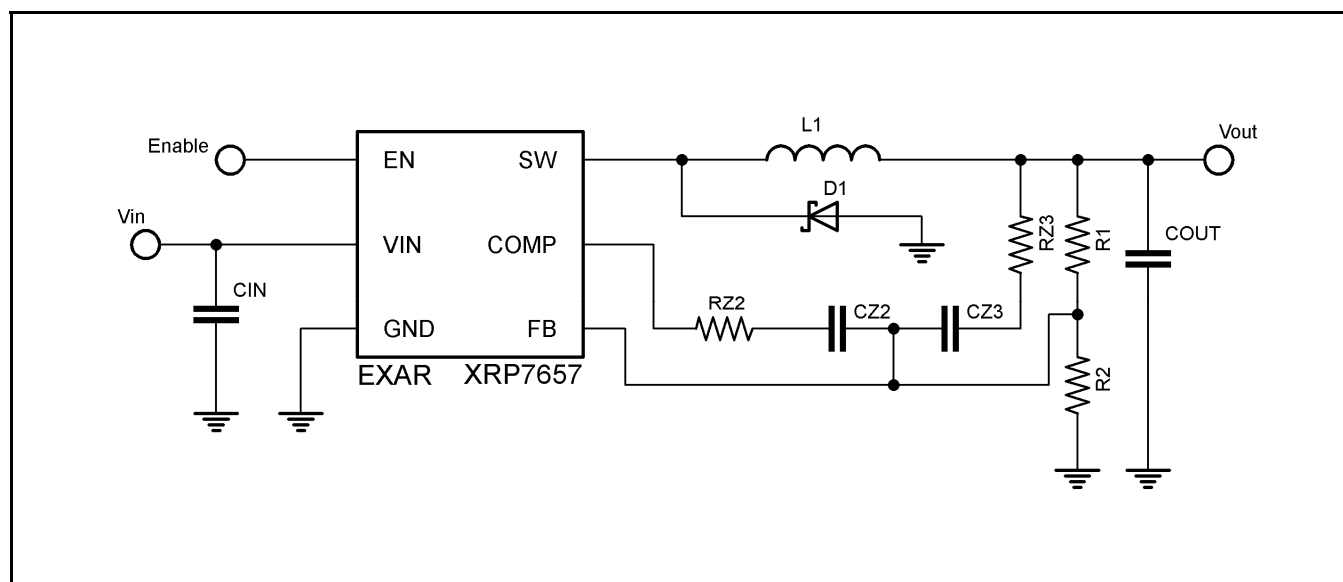 L1
Enable
Vout
EN
SW
D1
Vin
VIN
COMP
RZ3
R1
COUT
CIN
RZ2
CZ2
CZ3
GND
FB
EXAR
XRP7657
R2